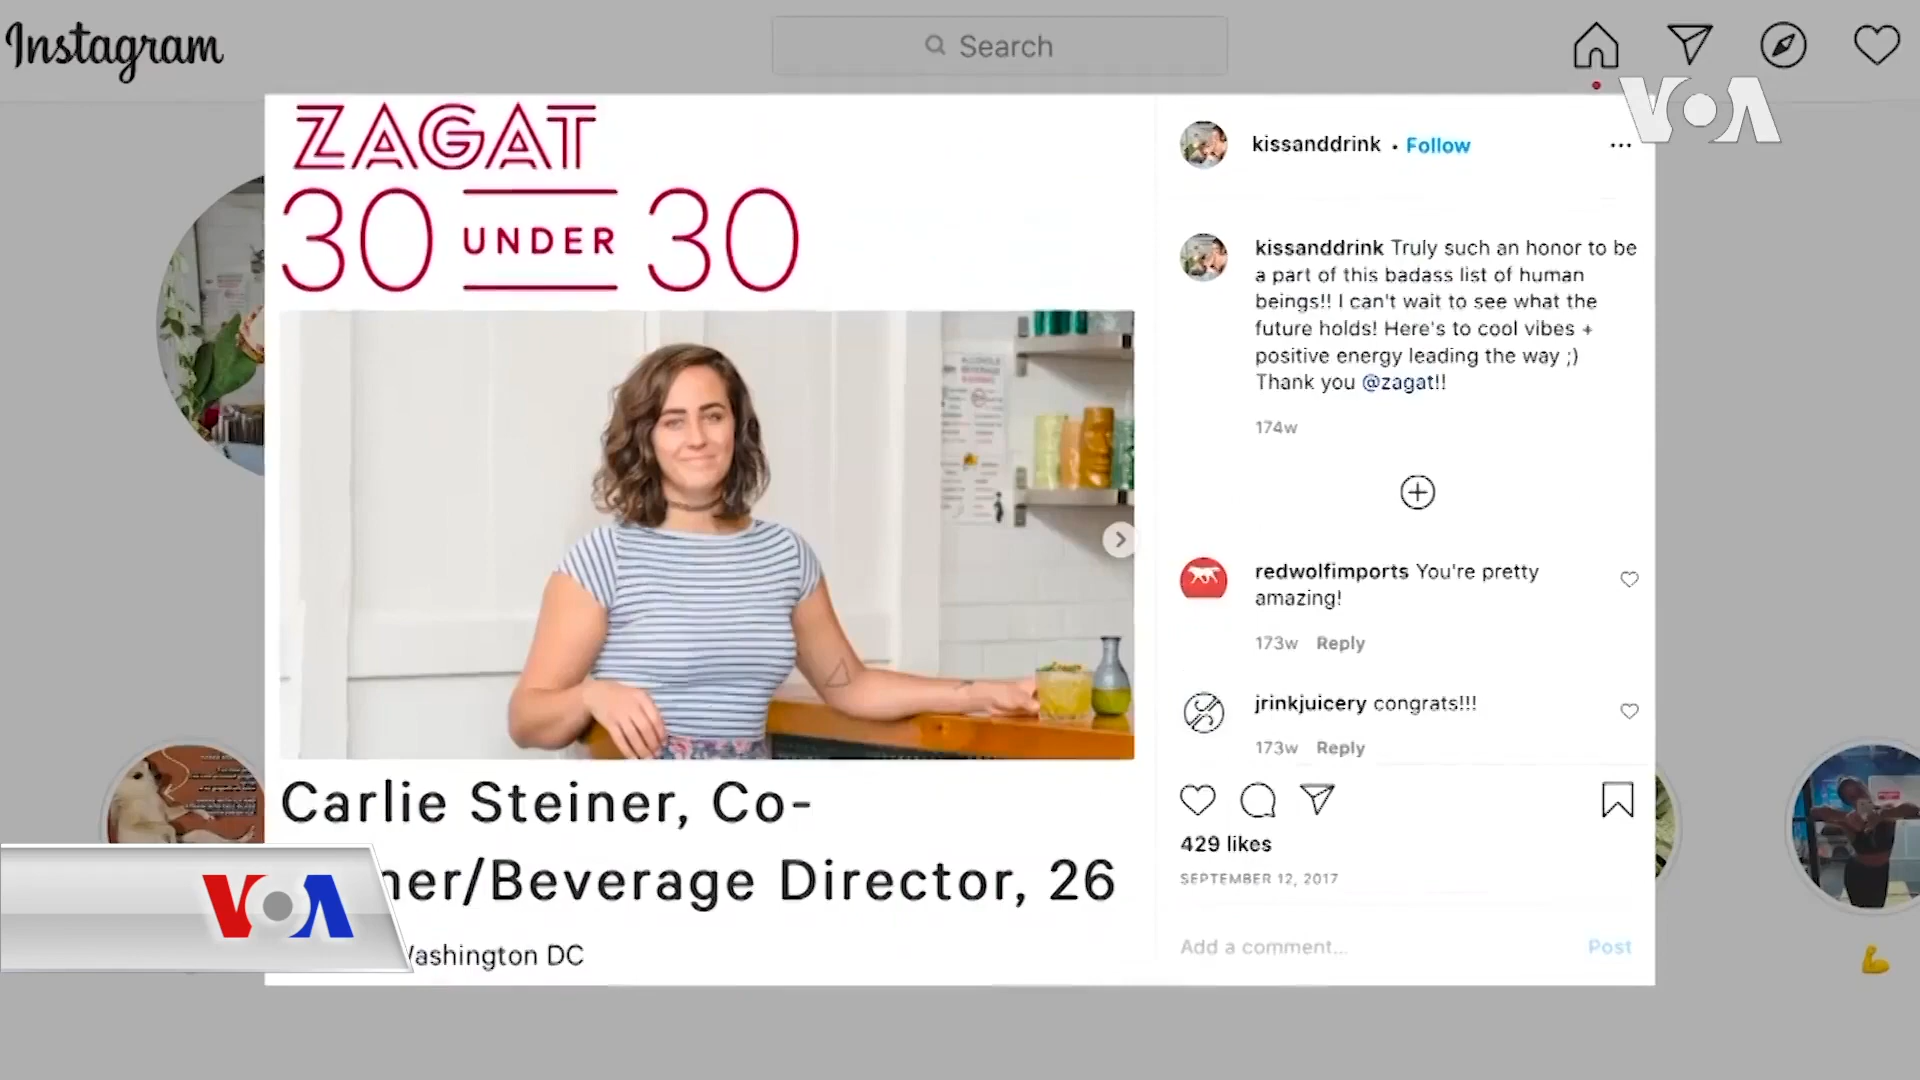 Instagram
Search
VOA
ZAGAT
30 UNDER 30
kissanddrink • Follow
kissanddrink Truly such an honor to be
a part of this badass list of human
beings!! I can't wait to see what the
future holds! Here's to cool vibes +
positive energy leading the way ;)
Thank you @zagat!!
174w
redwolfimports You're pretty
amazing!
173w Reply
jrinkjuicery congrats!!!
173w Reply
429 likes
SEPTEMBER 12, 2017
Add a comment... Post
Carlie Steiner, Co-
ner/Beverage Director, 26
ashington DC
VOA